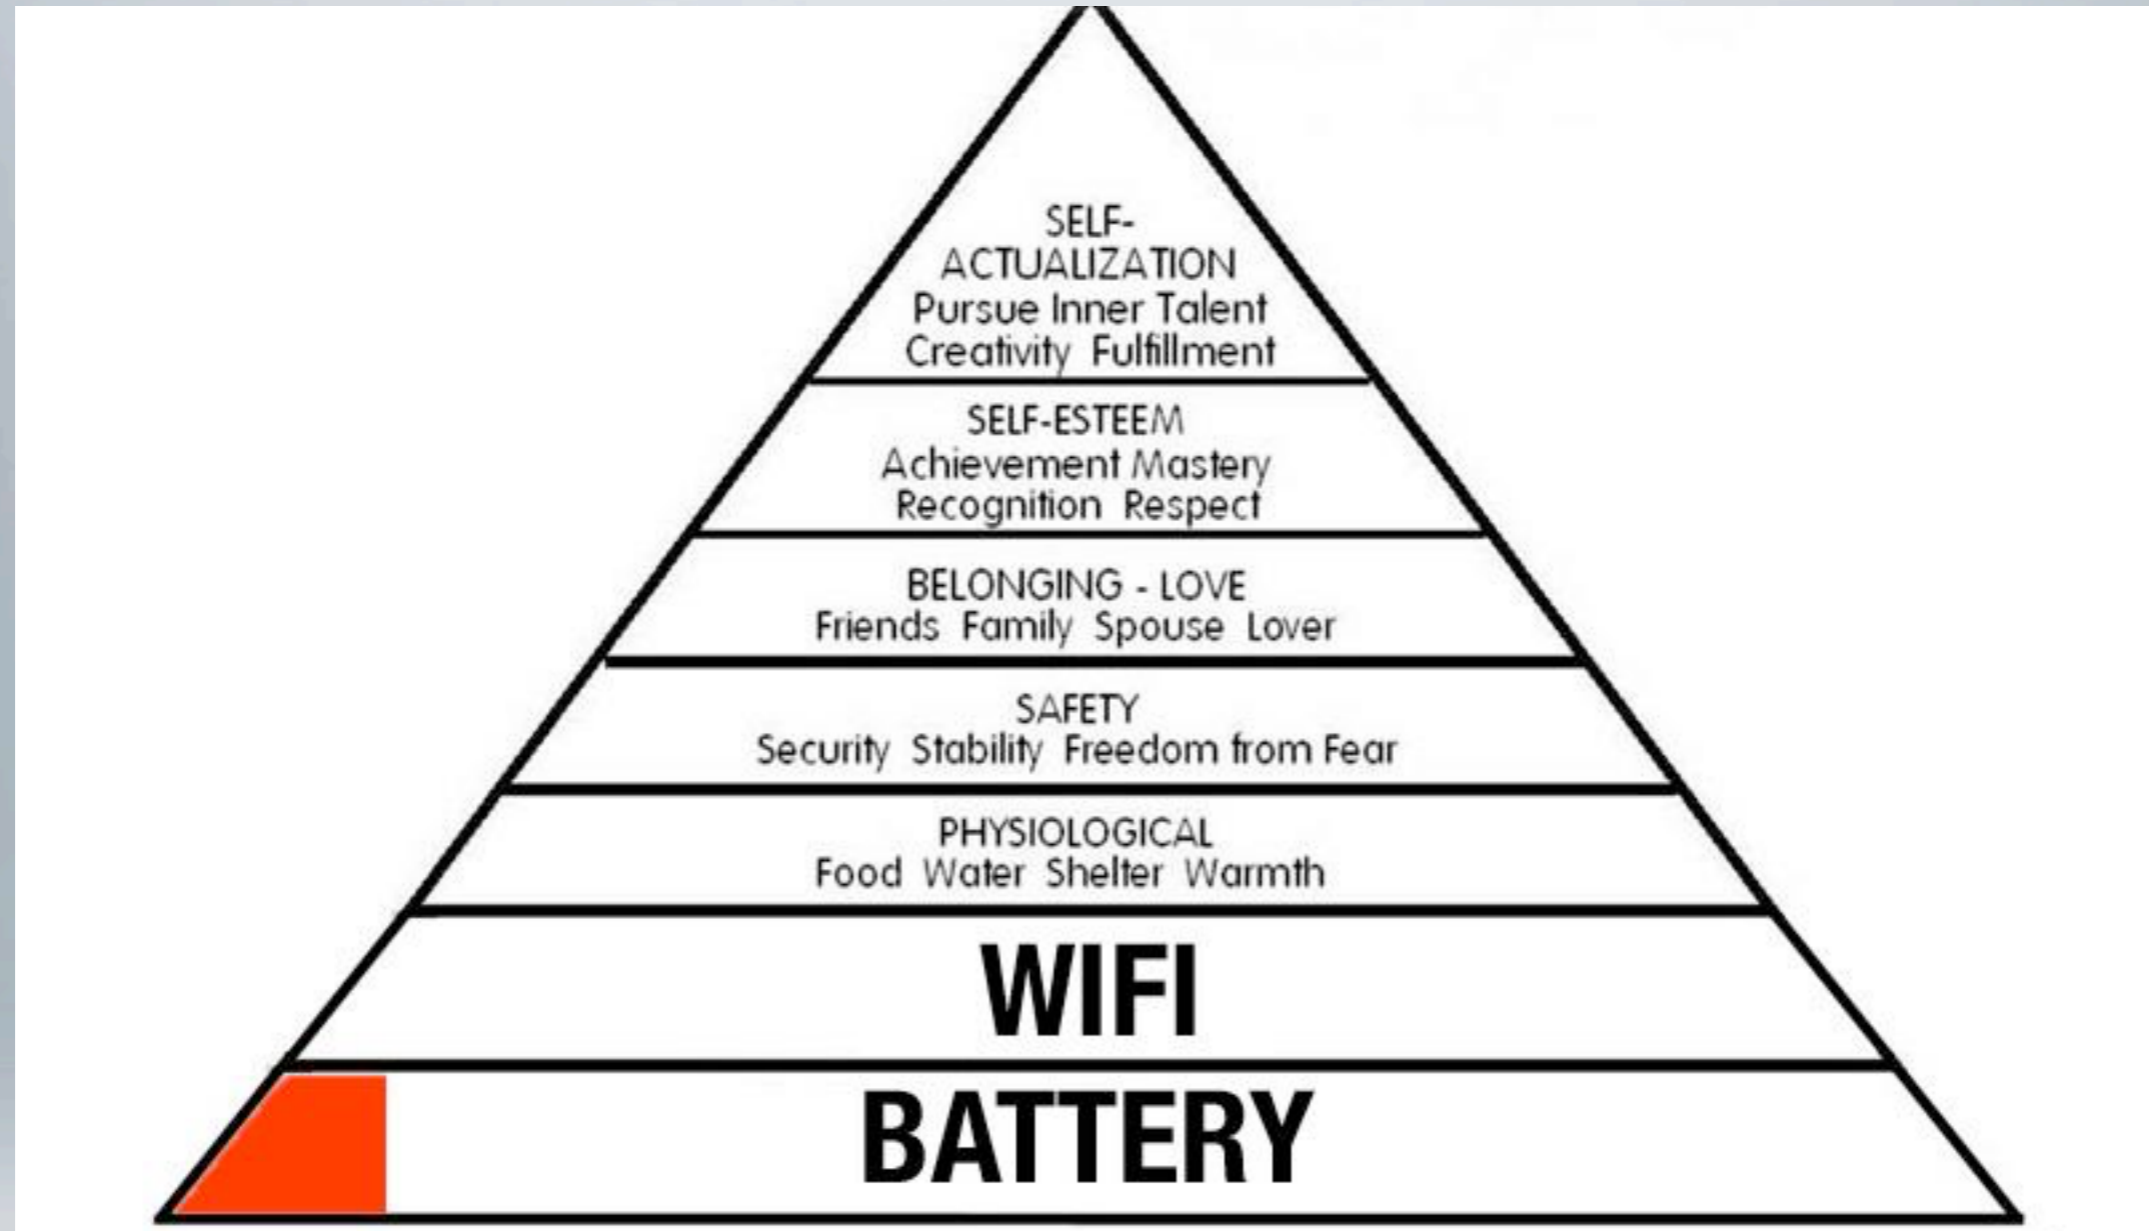 SELF-
ACTUALIZATION
Pursue Inner Talent
Creativity Fulfillment
SELF-ESTEEM
Achievement Mastery
Recognition Respect
BELONGING - LOVE
Friends Family Spouse Lover
SAFETY
Security Stability Freedom from Fear
PHYSIOLOGICAL
Food Water Shelter Warmth
WIFI
BATTERY